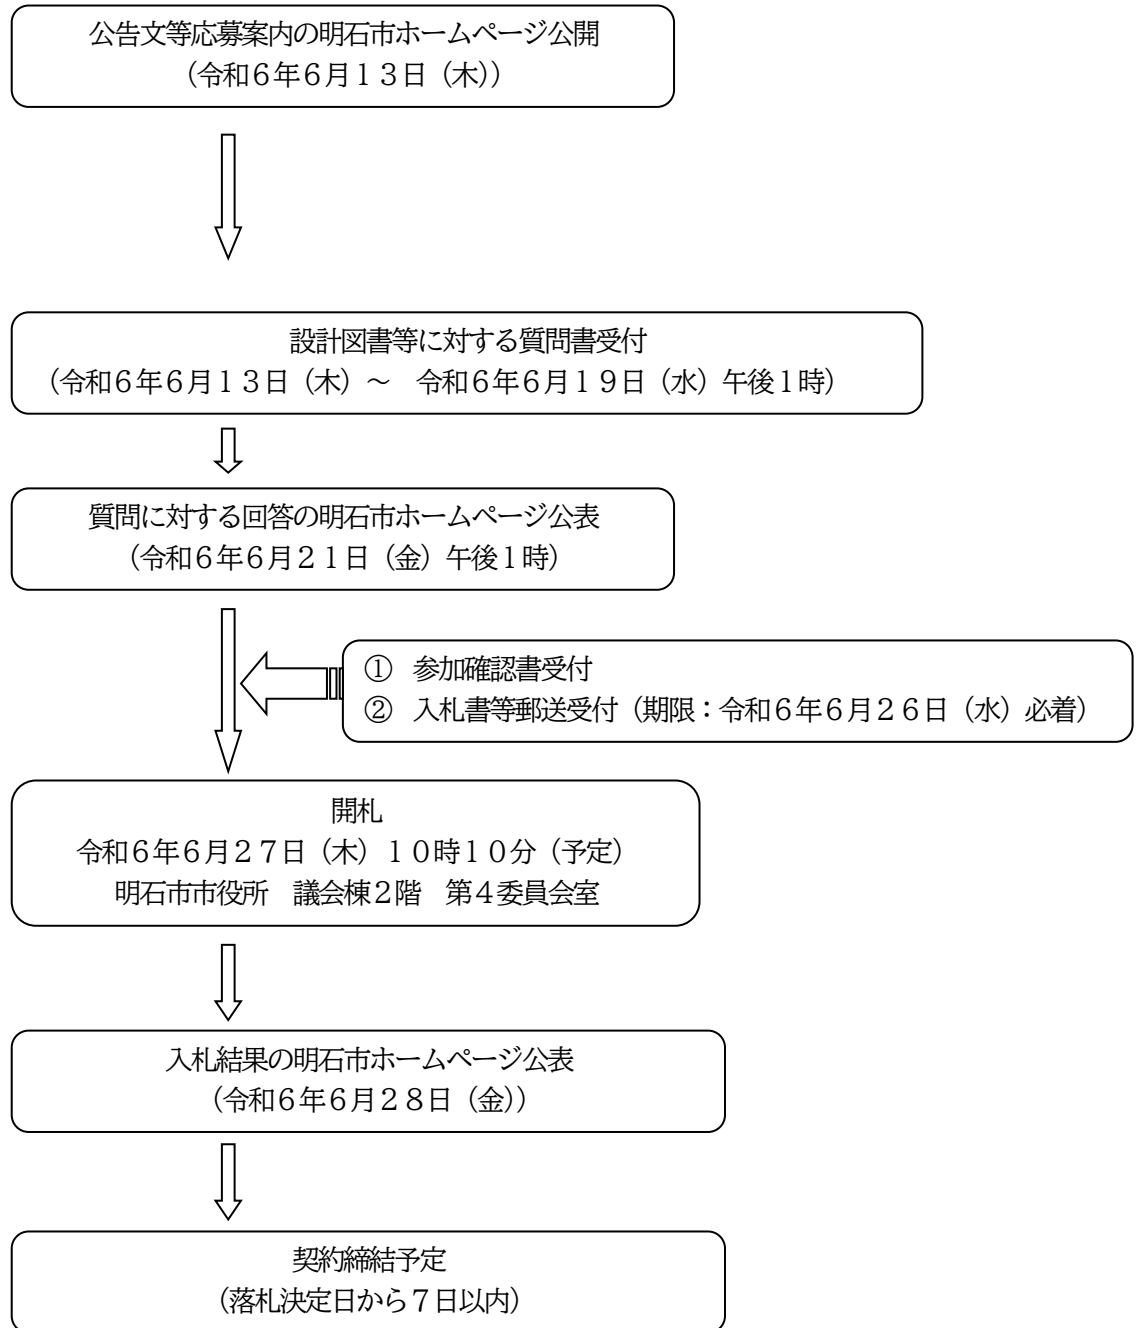 公告文等応募案内の明石市ホームページ公開
（令和６年６月１３日（木））
設計図書等に対する質問書受付
（令和６年６月１３日（木）～　令和６年６月１９日（水）午後１時）
質問に対する回答の明石市ホームページ公表
（令和６年６月２１日（金）午後１時）
①　参加確認書受付
②　入札書等郵送受付（期限：令和６年６月２６日（水）必着）
開札
令和６年６月２７日（木）１０時１０分（予定）
明石市市役所　議会棟２階　第４委員会室
入札結果の明石市ホームページ公表
（令和６年６月２８日（金））
契約締結予定
（落札決定日から７日以内）